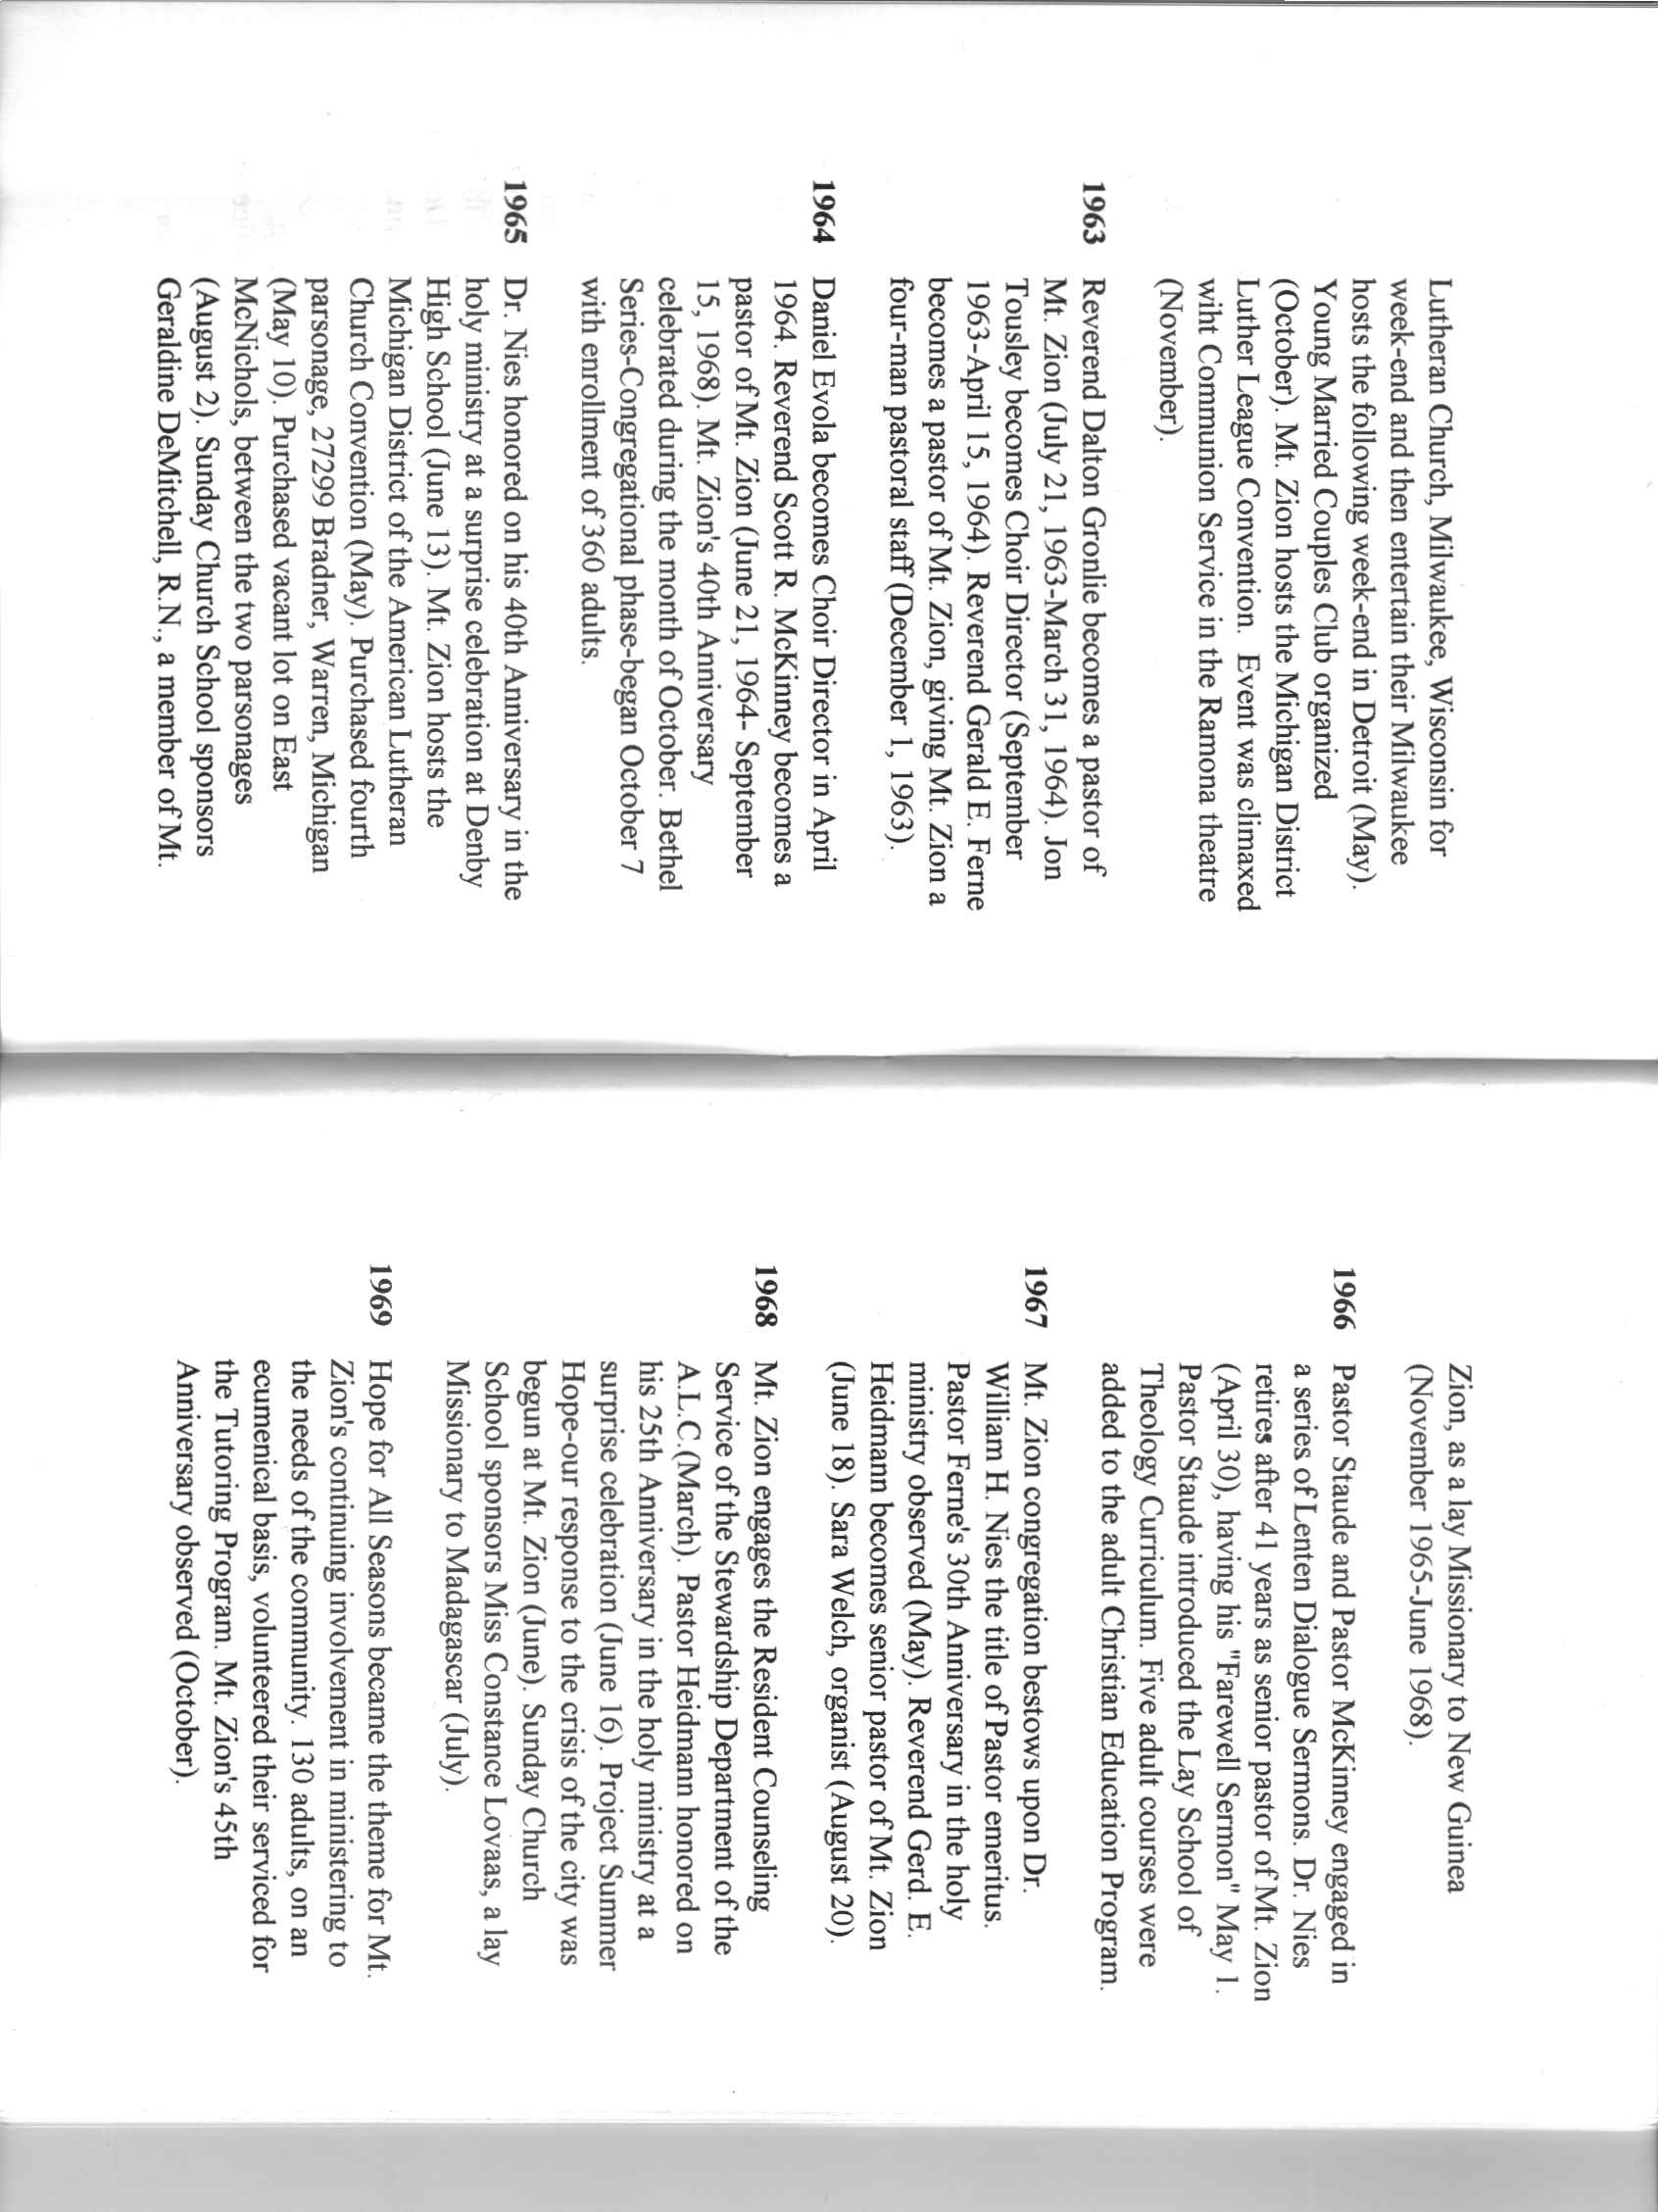 Lutheran Church, Milwaukee, Wisconsin for
week-end and then entertain their Milwaukee
hosts the following week-end in Detroit (May).
Young Married Couples Club organized
(October). Mt. Zion hosts the Michigan District
Luther League Convention. Event was climaxed
wiht Communion Service in the Ramona theatre
(November).
1963 Reverend Dalton Gronlie becomes a pastor of
Mt. Zion (July 21, 1963-March 31, 1964). Jon
Tousley becomes Choir Director (September
1963-April 15, 1964). Reverend Gerald E. Ferne
becomes a pastor of Mt. Zion, giving Mt. Zion a
four-man pastoral staff (December 1, 1963).
1964 Daniel Evola becomes Choir Director in April
1964. Reverend Scott R. McKinney becomes a
pastor of Mt. Zion (June 21, 1964- September
15, 1968). Mt. Zion's 40th Anniversary
celebrated during the month of October. Bethel
Series-Congregational phase-began October 7
with enrollment of 360 adults.
1965 Dr. Nies honored on his 40th Anniversary in the
holy ministry at a surprise celebration at Denby
High School (June 13). Mt. Zion hosts the
Michigan District of the American Lutheran
Church Convention (May). Purchased fourth
parsonage, 27299 Bradner, Warren, Michigan
(May 10). Purchased vacant lot on East
McNichols, between the two parsonages
(August 2). Sunday Church School sponsors
Geraldine DeMitchell, R.N., a member of Mt.
Zion, as a lay Missionary to New Guinea
(November 1965-June 1968).
1966 Pastor Staude and Pastor McKinney engaged in
a series of Lenten Dialogue Sermons. Dr. Nies
retires after 41 years as senior pastor of Mt. Zion
(April 30), having his "Farewell Sermon" May 1.
Pastor Staude introduced the Lay School of
Theology Curriculum. Five adult courses were
added to the adult Christian Education Program.
1967 Mt. Zion congregation bestows upon Dr.
William H. Nies the title of Pastor emeritus.
Pastor Ferne's 30th Anniversary in the holy
ministry observed (May). Reverend Gerd. E.
Heidmann becomes senior pastor of Mt. Zion
(June 18). Sara Welch, organist (August 20).
1968 Mt. Zion engages the Resident Counseling
Service of the Stewardship Department of the
A.L.C.(March). Pastor Heidmann honored on
his 25th Anniversary in the holy ministry at a
surprise celebration (June 16). Project Summer
Hope-our response to the crisis of the city was
begun at Mt. Zion (June). Sunday Church
School sponsors Miss Constance Lovaas, a lay
Missionary to Madagascar (July).
1969 Hope for All Seasons became the theme for Mt.
Zion's continuing involvement in ministering to
the needs of the community. 130 adults, on an
ecumenical basis, volunteered their serviced for
the Tutoring Program. Mt. Zion's 45th
Anniversary observed (October).